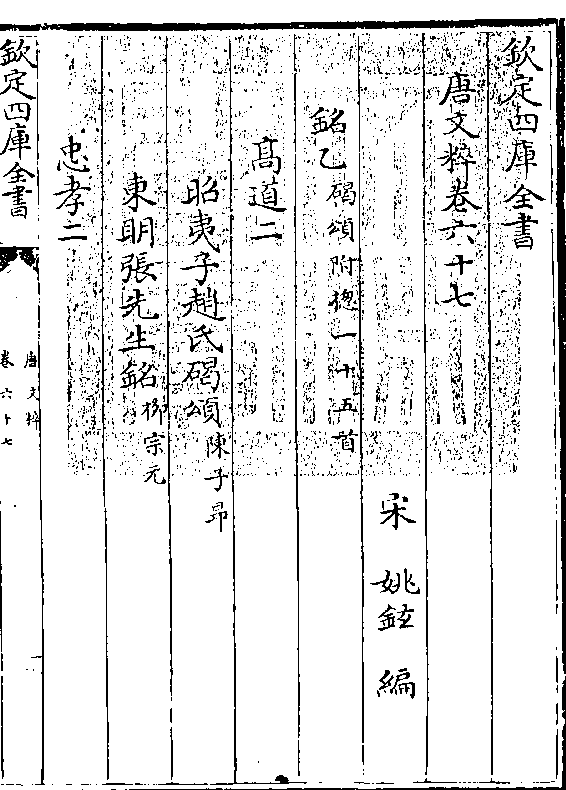 欽定四庫全書
唐文粹卷六十七
宋　姚鉉　編
銘乙碣頌附　揔一十五首
高道二
昭夷子趙氏碣頌陳子昂
東明張先生銘柳宗元
忠孝二
欽定四庫全書
唐文粹
卷六十七
一